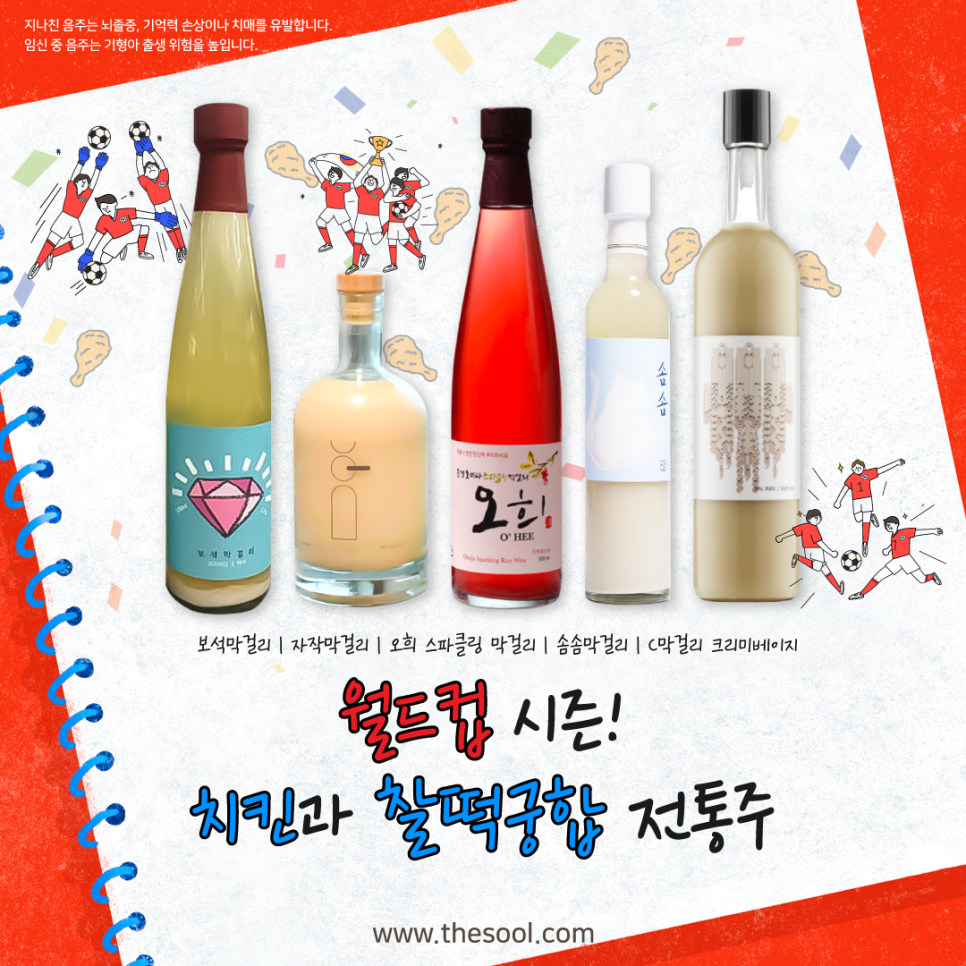 지나친 음주는 뇌졸중, 기억력 손상이나 치매를 유발합니다.
임신 중 음주는 기형아 출생 위험을 높입니다.
보석막걸리
솜솜
오희
O' HEE
Omija Sparkling Rice Wine
보석막걸리 | 자작막걸리 | 오희 스파클링 막걸리 | 솜솜막걸리 | C막걸리 크리미베이지
월드컵 시즌!
치킨과 찰떡궁합 전통주
www.thesool.com